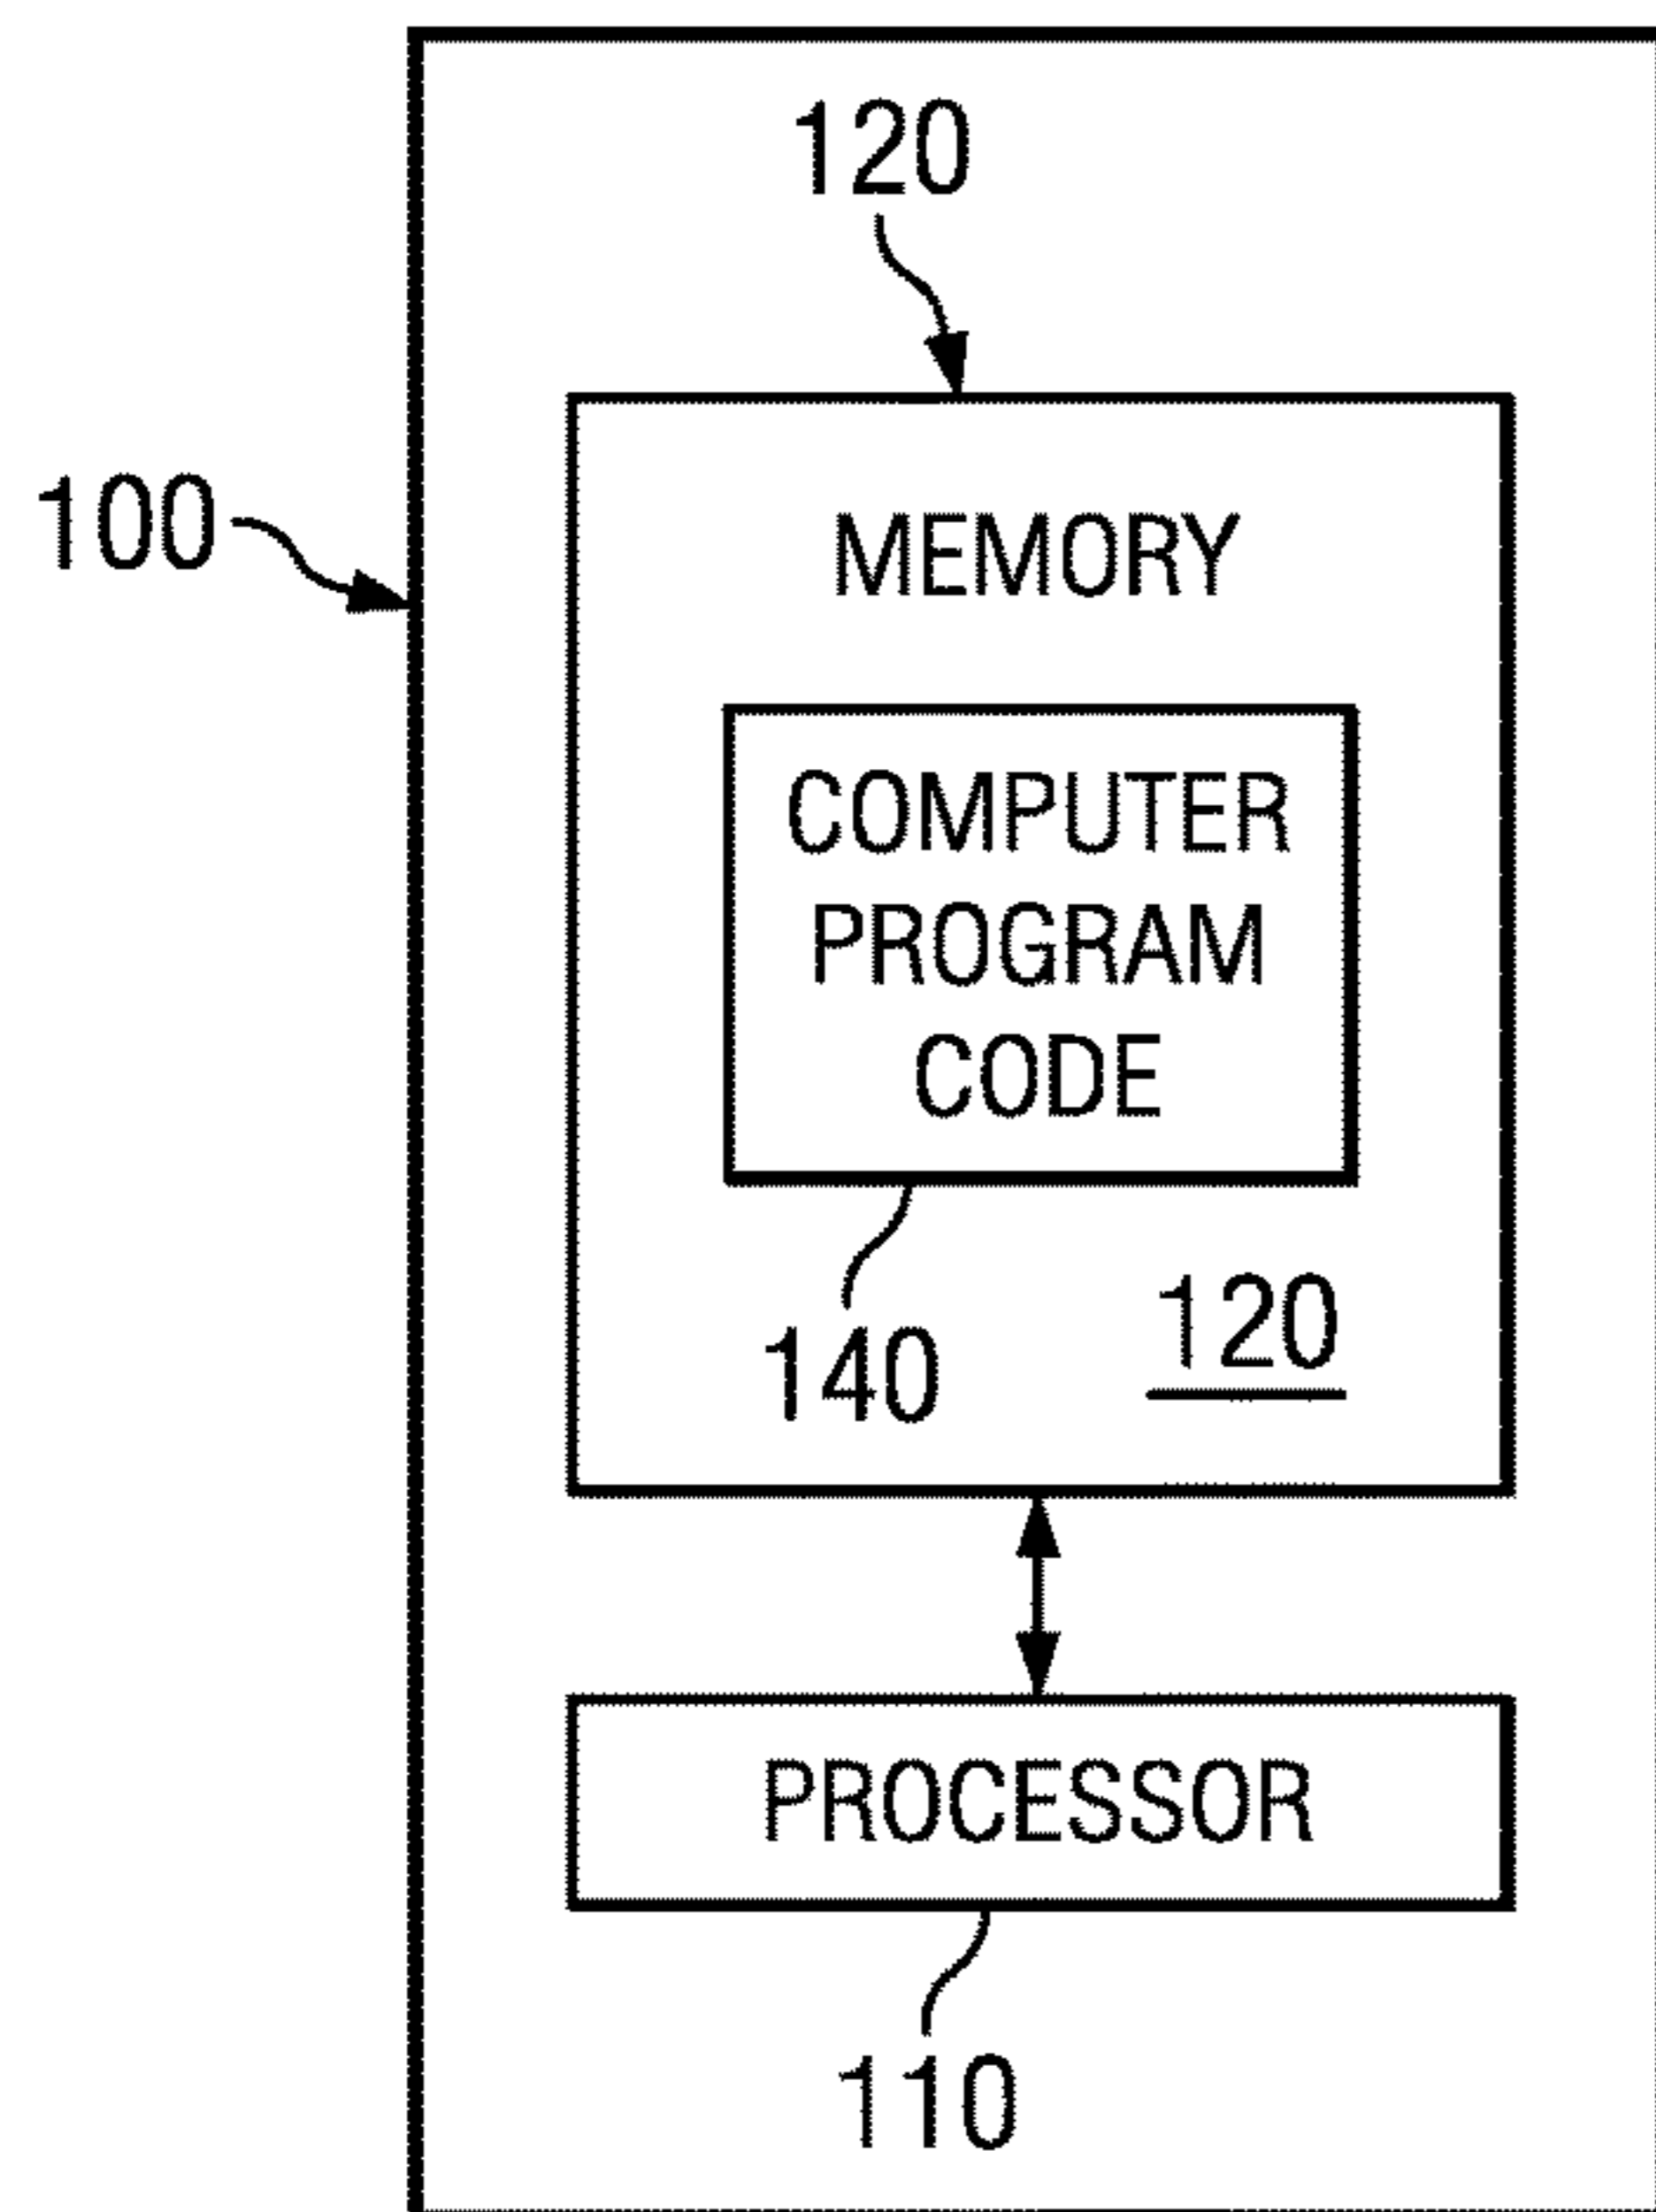 120
100
MEMORY
COMPUTER
PROGRAM
CODE
140
120
PROCESSOR
110